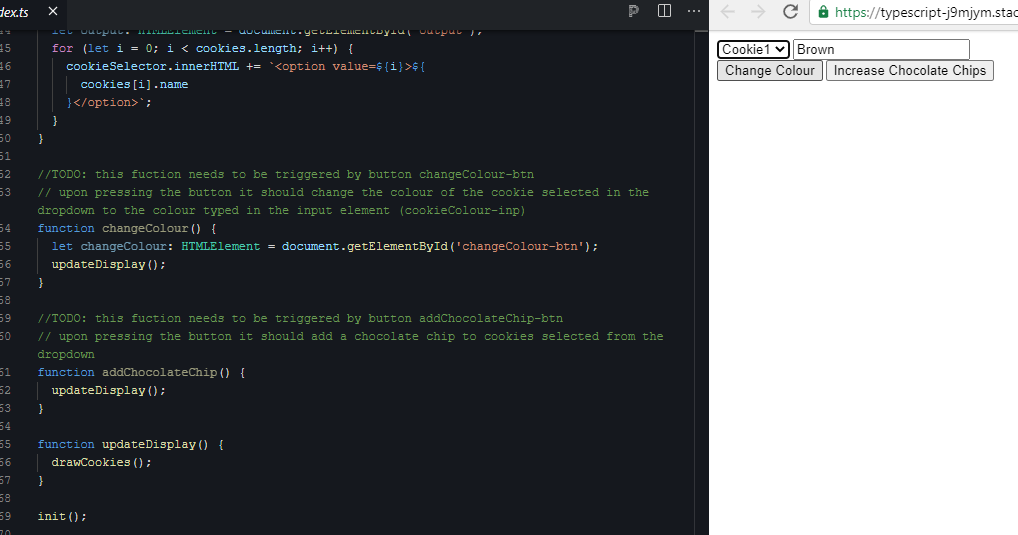 dex.ts
https://typescript-j9mjym.stac
let output: HTMLElement = document.getElementById('output');
45 for (let i = 0; i < cookies.length; i++) {
46 cookieSelector.innerHTML += `<option value=${i}>${
47 cookies[i].name
48 }</option>`;
49 }
50 }
51
52 //TODO: this fuction needs to be triggered by button changeColour-btn
53 // upon pressing the button it should change the colour of the cookie selected in the
dropdown to the colour typed in the input element (cookieColour-inp)
54 function changeColour() {
55 let changeColour: HTMLElement = document.getElementById('changeColour-btn');
56 updateDisplay();
57 }
58
59 //TODO: this fuction needs to be triggered by button addChocolateChip-btn
60 // upon pressing the button it should add a chocolate chip to cookies selected from the
dropdown
61 function addChocolateChip() {
62 updateDisplay();
63 }
64
65 function updateDisplay() {
66 drawCookies();
67 }
68
69 init();
70
Cookie1 Brown
Change Colour Increase Chocolate Chips